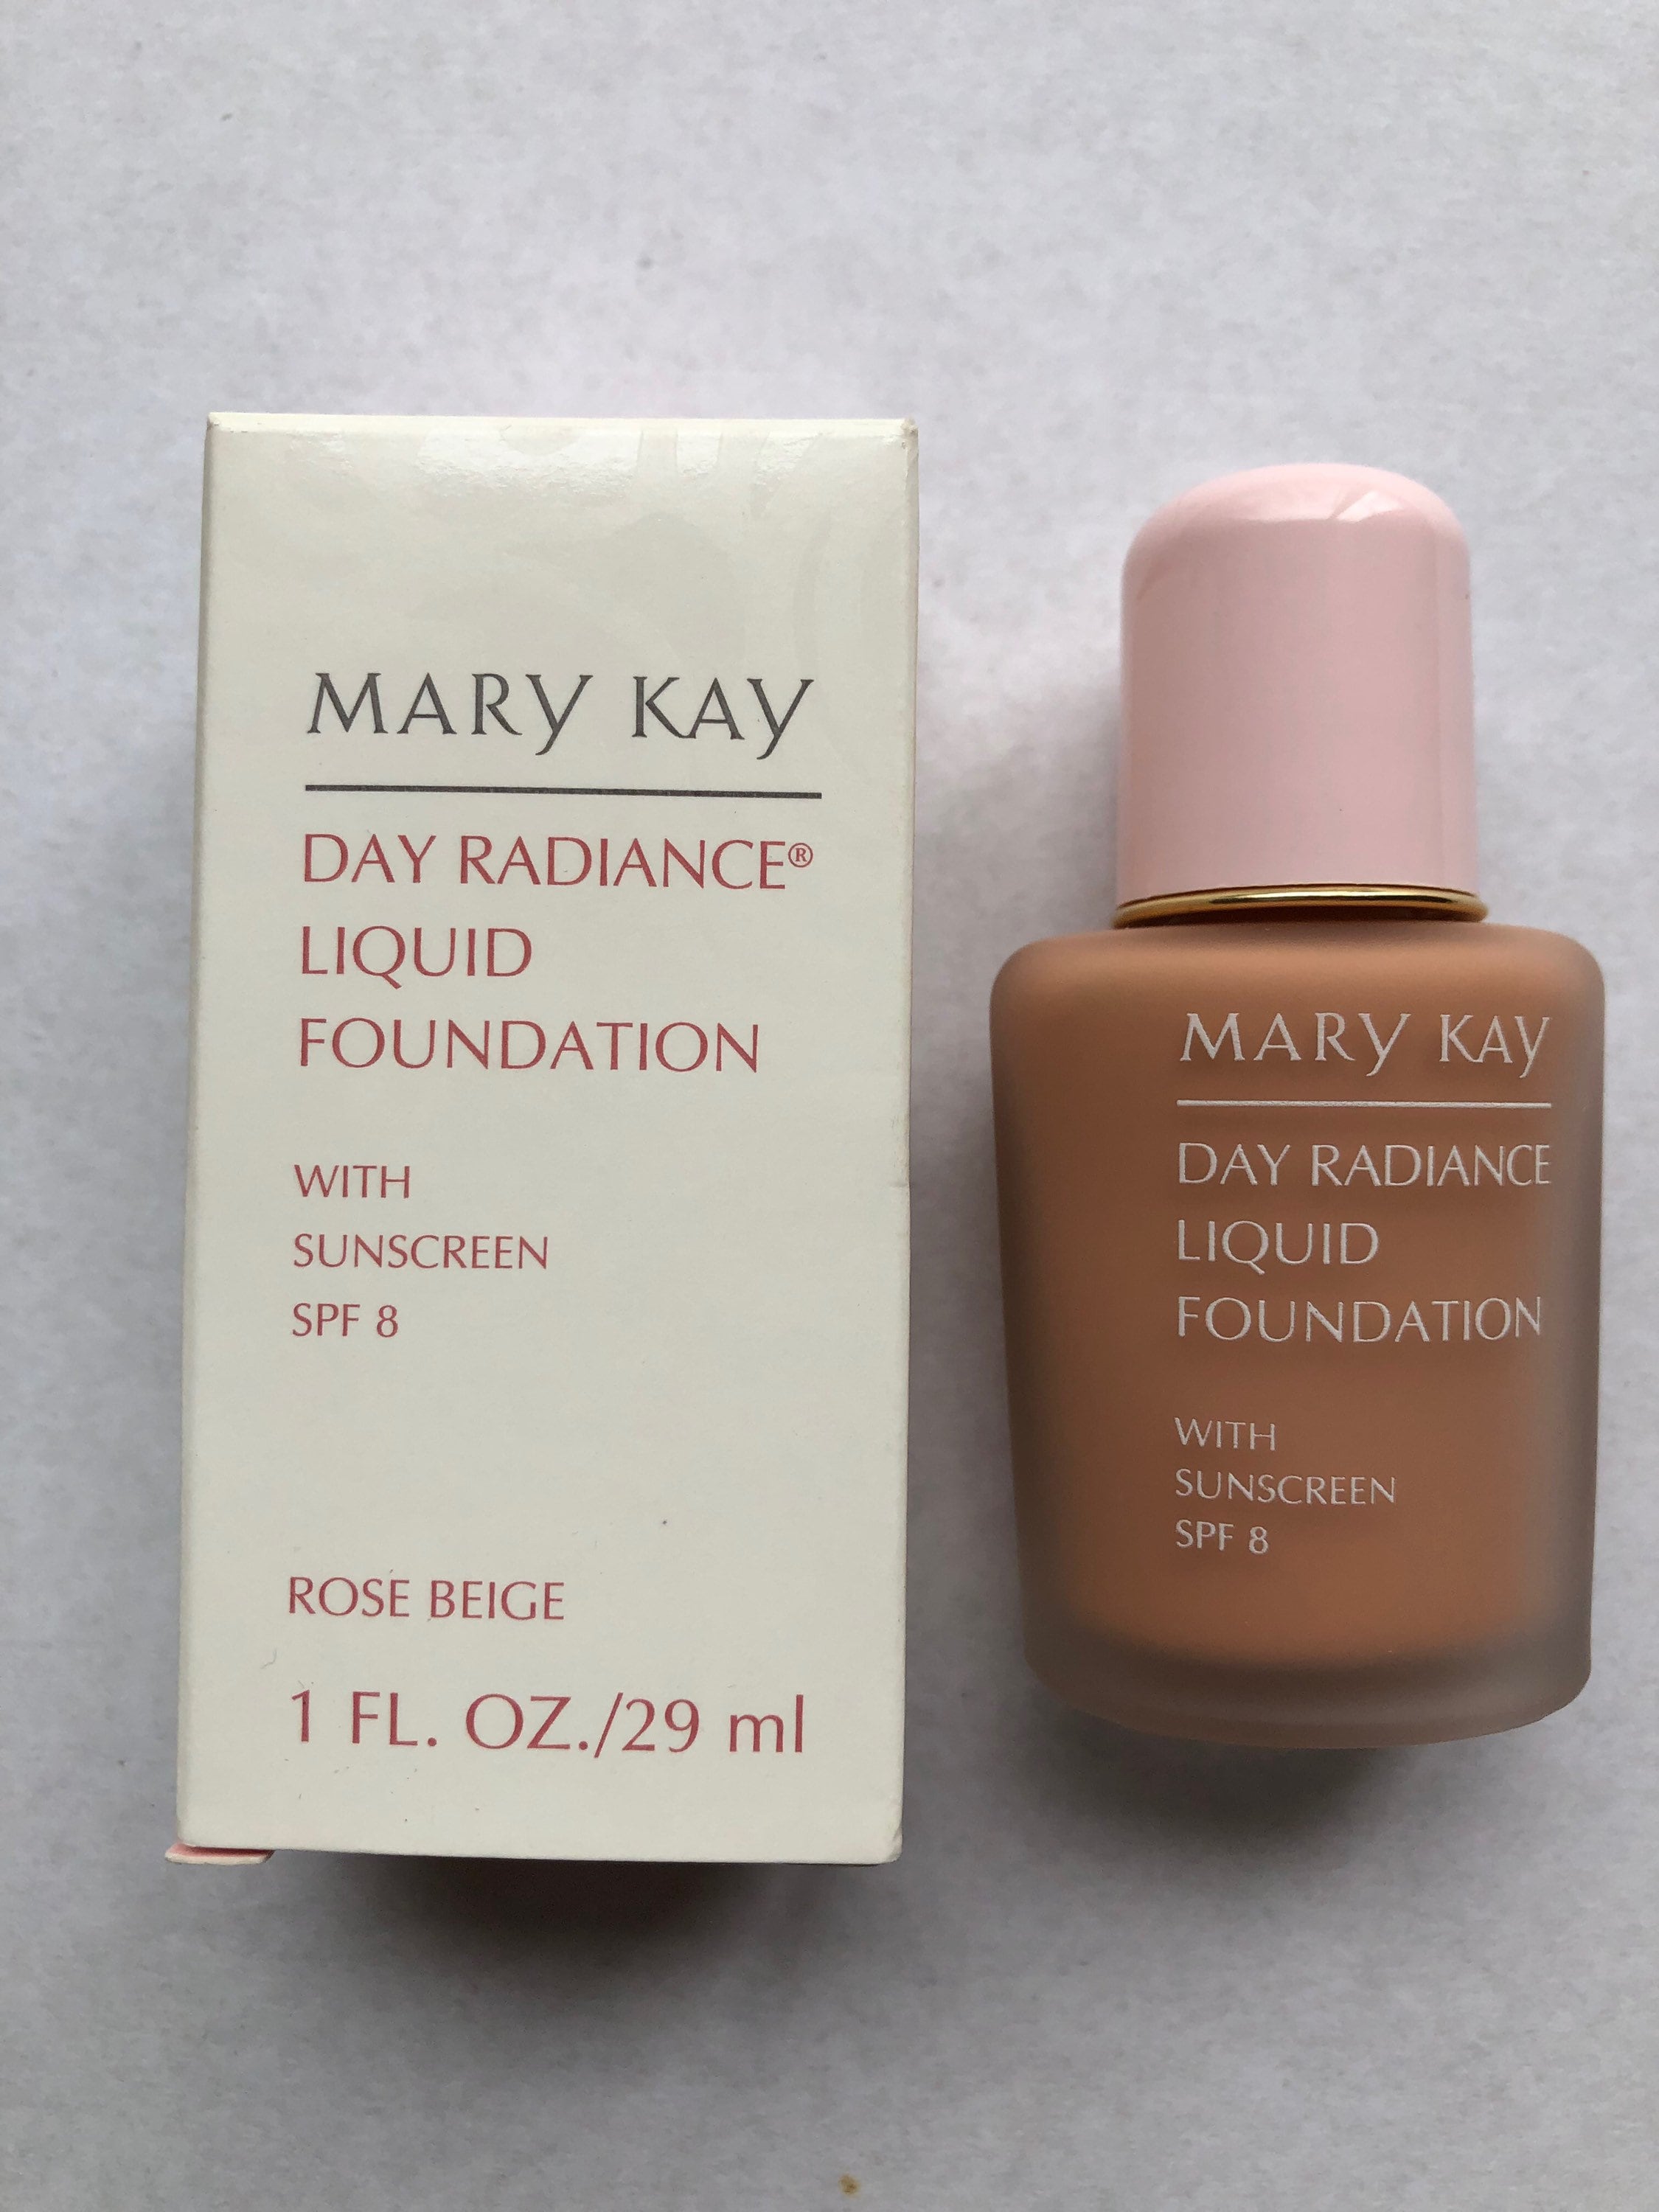 MARY KAY
DAY RADIANCE®
LIQUID
FOUNDATION
WITH
SUNSCREEN
SPF 8
ROSE BEIGE
1 FL. OZ./29 ml
MARY KAY
DAY RADIANCE
LIQUID
FOUNDATION
WITH
SUNSCREEN
SPF 8